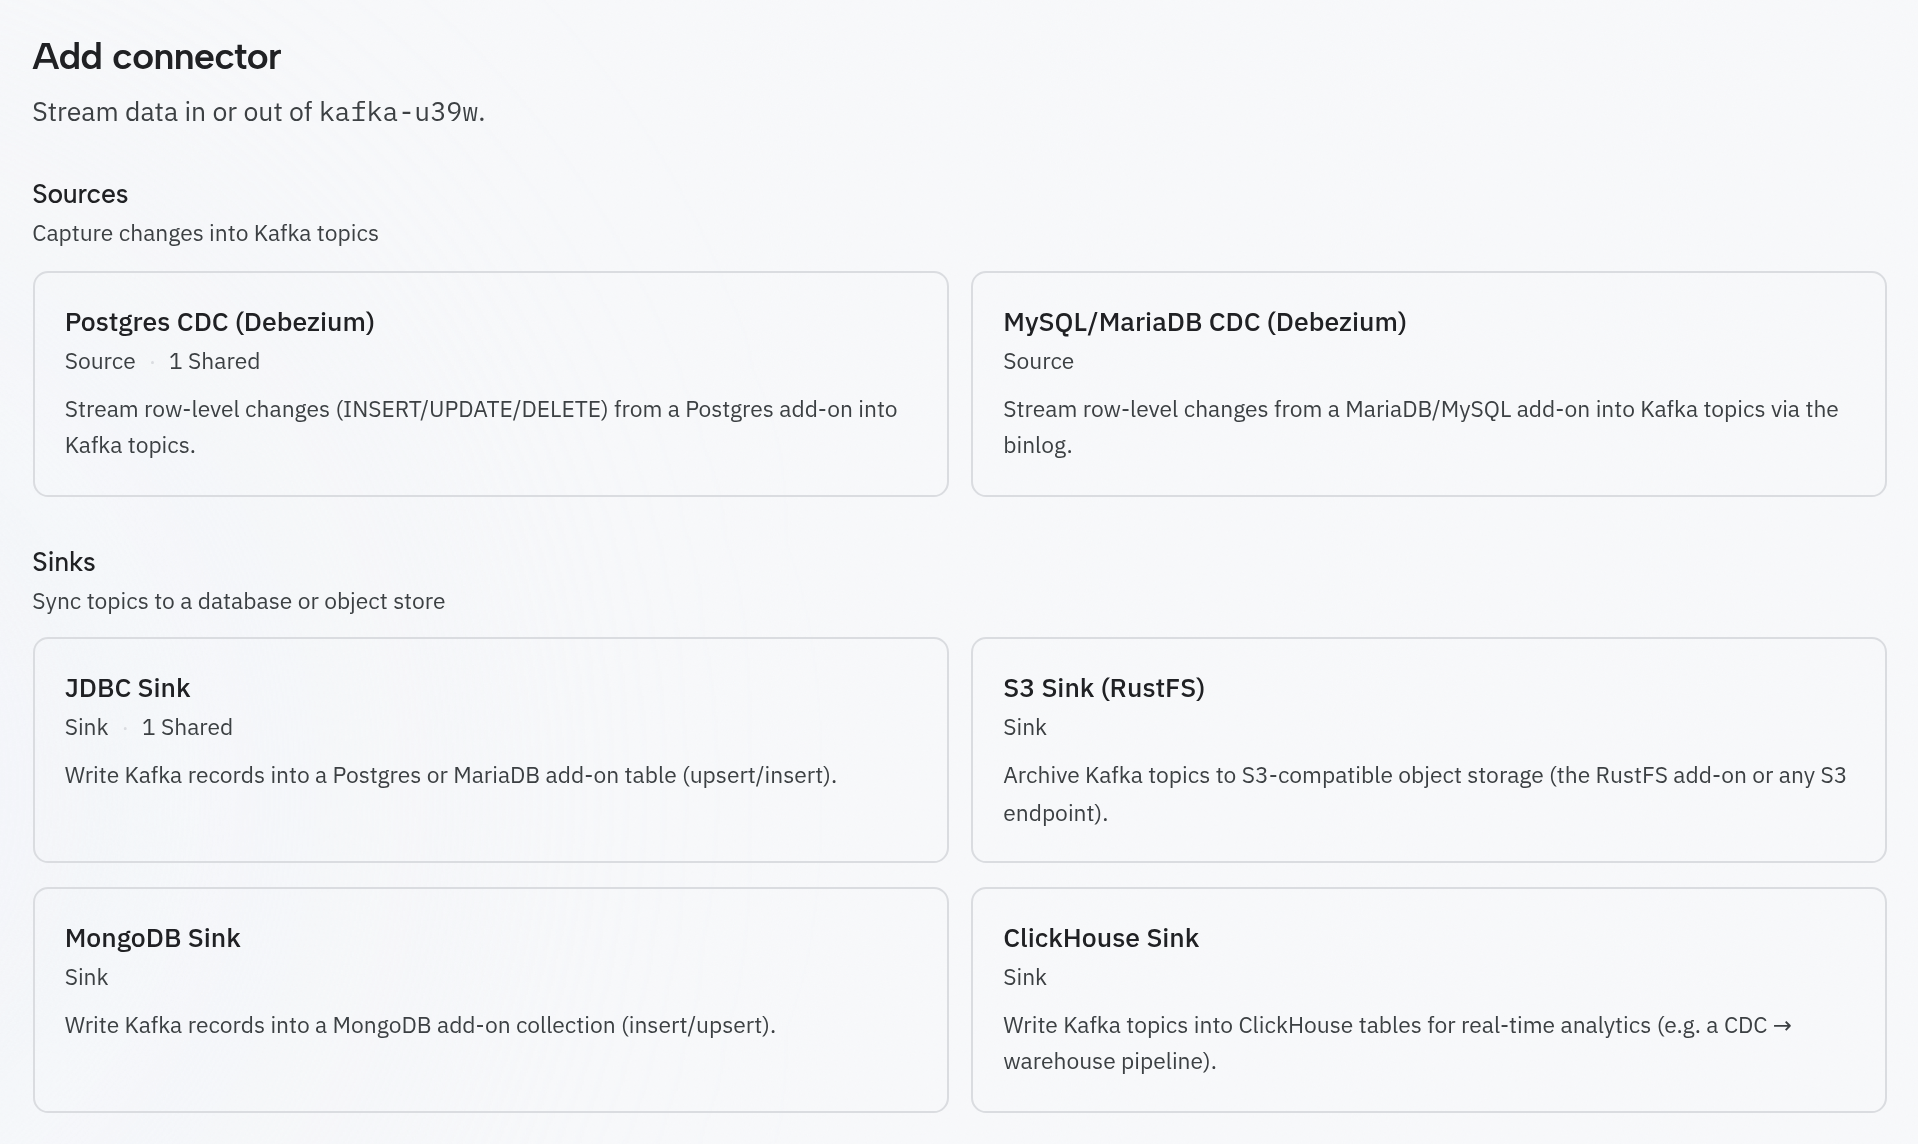 Add connector
Stream data in or out of kafka-u39w.
Sources
Capture changes into Kafka topics
Postgres CDC (Debezium)
Source · 1 Shared
Stream row-level changes (INSERT/UPDATE/DELETE) from a Postgres add-on into
Kafka topics.
MySQL/MariaDB CDC (Debezium)
Source
Stream row-level changes from a MariaDB/MySQL add-on into Kafka topics via the
binlog.
Sinks
Sync topics to a database or object store
JDBC Sink
Sink · 1 Shared
Write Kafka records into a Postgres or MariaDB add-on table (upsert/insert).
S3 Sink (RustFS)
Sink
Archive Kafka topics to S3-compatible object storage (the RustFS add-on or any S3
endpoint).
MongoDB Sink
Sink
Write Kafka records into a MongoDB add-on collection (insert/upsert).
ClickHouse Sink
Sink
Write Kafka topics into ClickHouse tables for real-time analytics (e.g. a CDC →
warehouse pipeline).